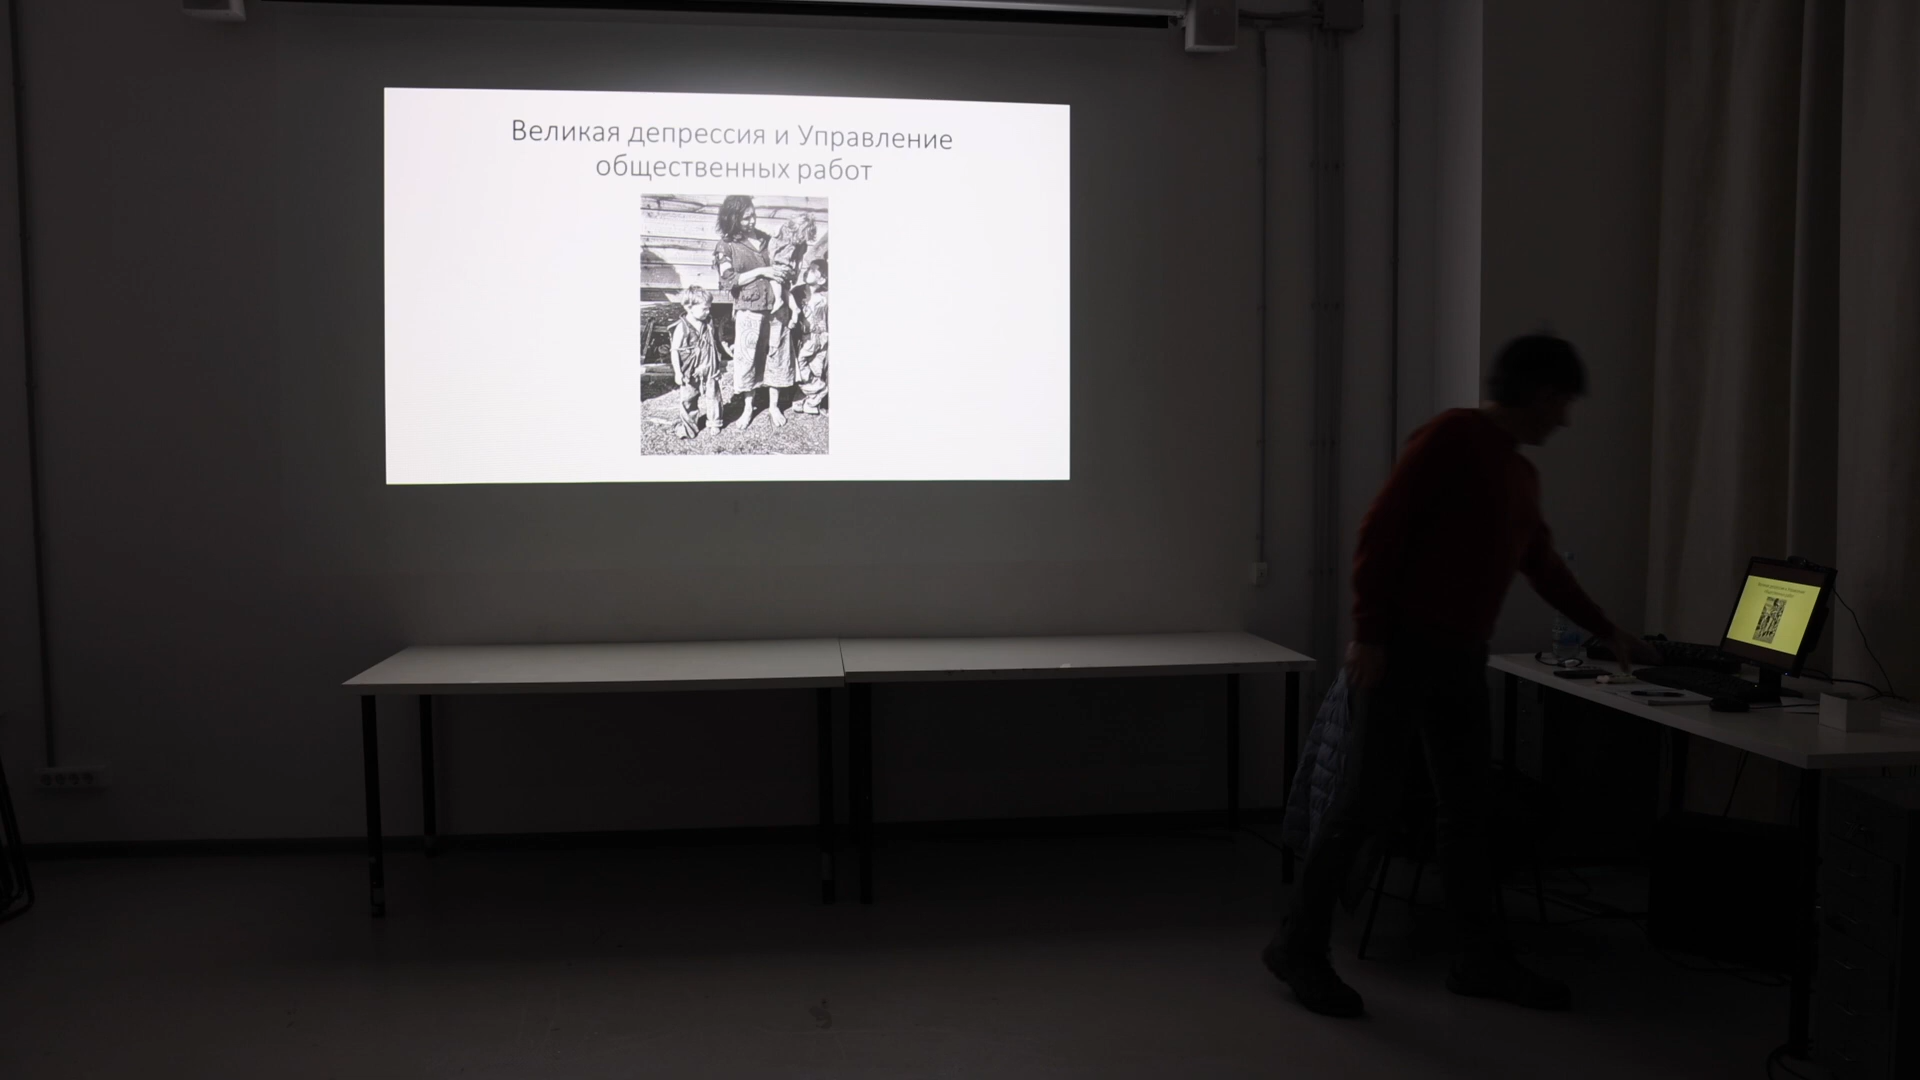 Великая депрессия и Управление
общественных работ